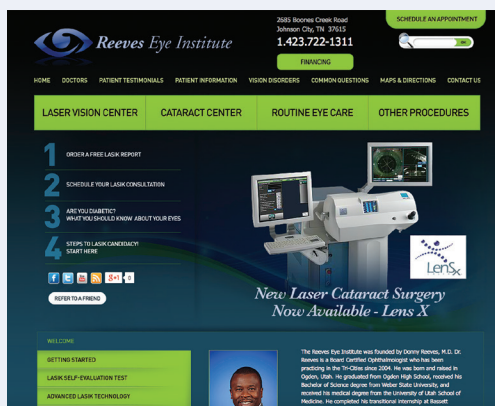 Reeves Eye Institute
2685 Boones Creek Road
Johnson City, TN 37615
1.423.722-1311
FINANCING
SCHEDULE AN APPOINTMENT
HOME DOCTORS PATIENT TESTIMONIALS PATIENT INFORMATION VISION DISORDERS COMMON QUESTIONS MAPS & DIRECTIONS CONTACT US
LASER VISION CENTER CATARACT CENTER ROUTINE EYE CARE OTHER PROCEDURES
1 ORDER A FREE LASIK REPORT
2 SCHEDULE YOUR LASIK CONSULTATION
3 ARE YOU DIABETIC?
WHAT YOU SHOULD KNOW ABOUT YOUR EYES
4 STEPS TO LASIK CANDIDACY!
START HERE
+1 0
REFER TO A FRIEND
LenSx
New Laser Cataract Surgery
Now Available - Lens X
WELCOME
GETTING STARTED
LASIK SELF-EVALUATION TEST
ADVANCED LASIK TECHNOLOGY
The Reeves Eye Institute was founded by Donny Reeves, M.D. Dr.
Reeves is a Board Certified Ophthalmologist who has been
practicing in the Tri-Cities since 2004. He was born and raised in
Ogden, Utah. He graduated from Ogden High School, received his
Bachelor of Science degree from Weber State University, and
received his medical degree from the University of Utah School of
Medicine. He completed his transitional internship at Bassett